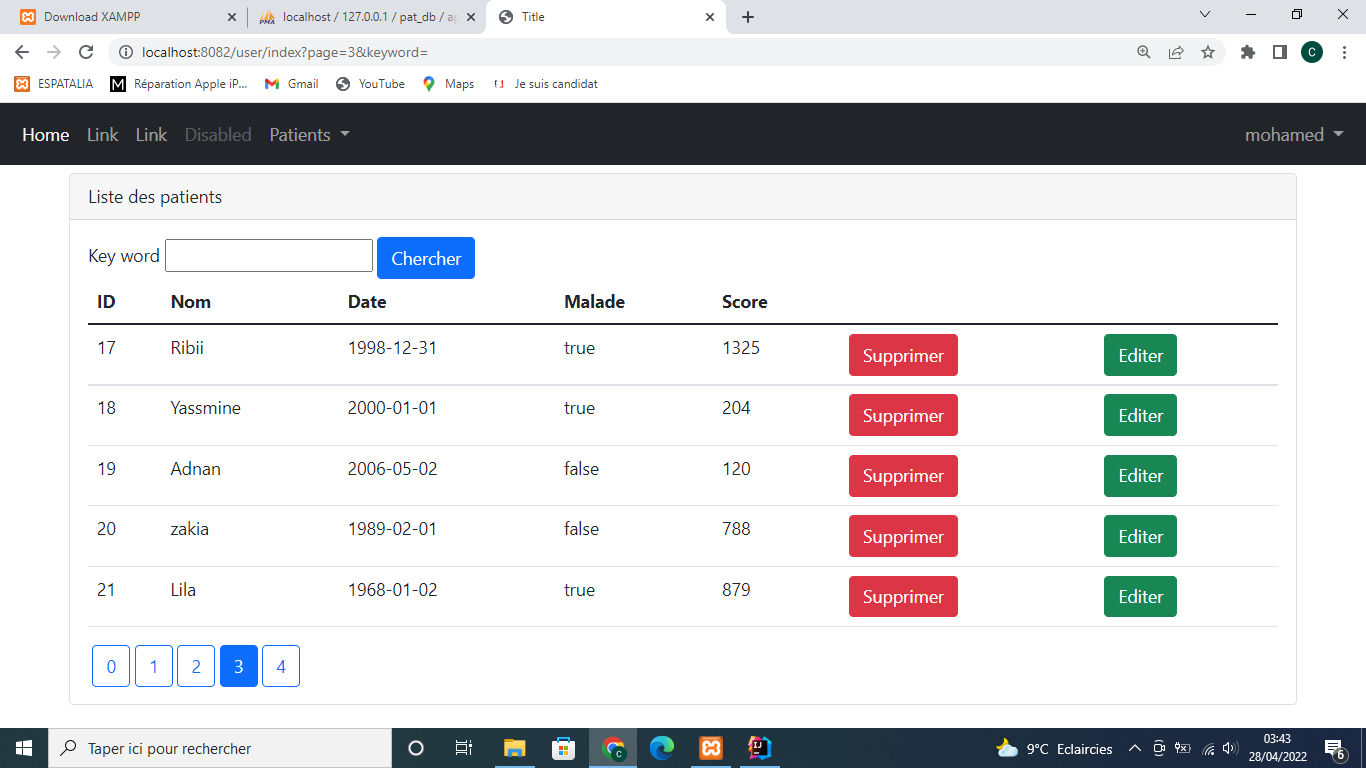 Download XAMPP
localhost / 127.0.0.1 / pat_db / ap
Title
localhost:8082/user/index?page=3&keyword=
C
ESPATALIA
Réparation Apple iP...
Gmail
YouTube
Maps
Je suis candidat
Home Link Link Disabled Patients
mohamed
Liste des patients
Key word
Chercher
ID Nom Date Malade Score
17 Ribii 1998-12-31 true 1325 Supprimer Editer
18 Yassmine 2000-01-01 true 204 Supprimer Editer
19 Adnan 2006-05-02 false 120 Supprimer Editer
20 zakia 1989-02-01 false 788 Supprimer Editer
21 Lila 1968-01-02 true 879 Supprimer Editer
0 1 2 3 4
Taper ici pour rechercher
9°C Eclaircies
03:43
28/04/2022
6